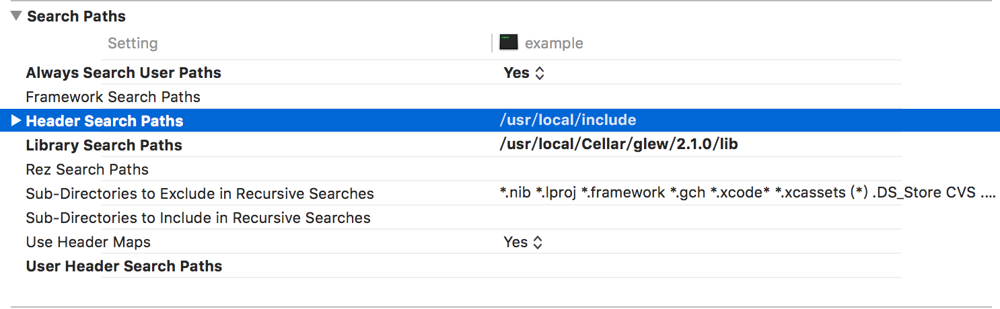 Search Paths
Setting example
Always Search User Paths Yes
Framework Search Paths
Header Search Paths /usr/local/include
Library Search Paths /usr/local/Cellar/glew/2.1.0/lib
Rez Search Paths
Sub-Directories to Exclude in Recursive Searches *.nib *.lproj *.framework *.gch *.xcode* *.xcassets (*) .DS_Store CVS ....
Sub-Directories to Include in Recursive Searches
Use Header Maps Yes
User Header Search Paths